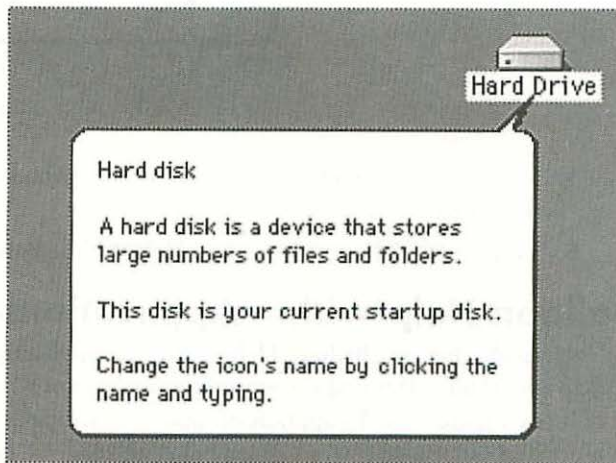 Hard Drive
Hard disk
A hard disk is a device that stores
large numbers of files and folders.
This disk is your current startup disk.
Change the icon's name by clicking the
name and typing.